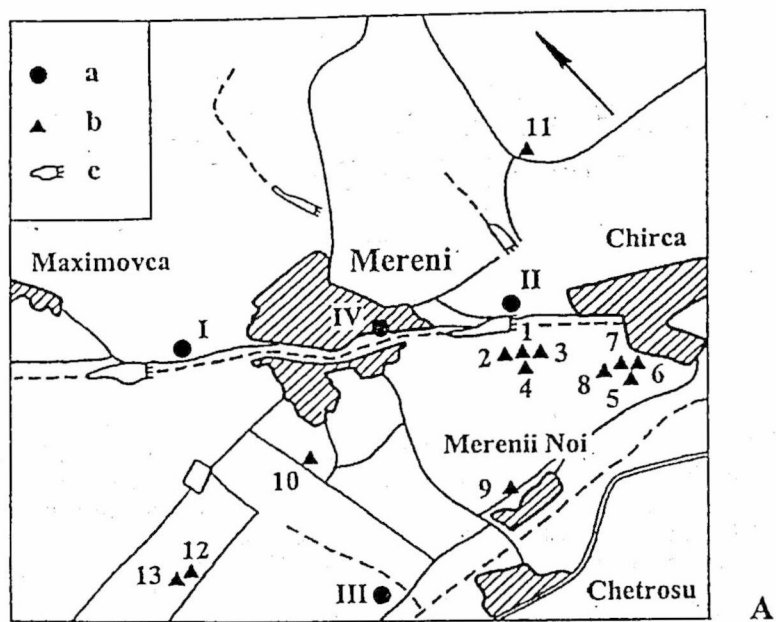 a
b
11
c
Maximovca
Mereni
Chirca
II
I
IV
1
2
3
7
4
8
6
5
Merenii Noi
10
9
12
13
III
Chetrosu
A